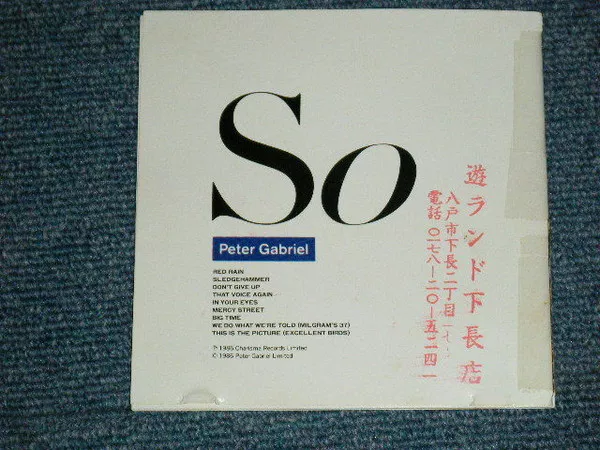 So
Peter Gabriel
RED RAIN
SLEDGEHAMMER
DON'T GIVE UP
THAT VOICE AGAIN
IN YOUR EYES
MERCY STREET
BIG TIME
WE DO WHAT WE'RE TOLD (MILGRAM'S 37)
THIS IS THE PICTURE (EXCELLENT BIRDS)
℗ 1986 Charisma Records Limited
© 1986 Peter Gabriel Limited
遊ランド下長店
八戸市下長二丁目一七
電話〇一七八―二〇―五二四一